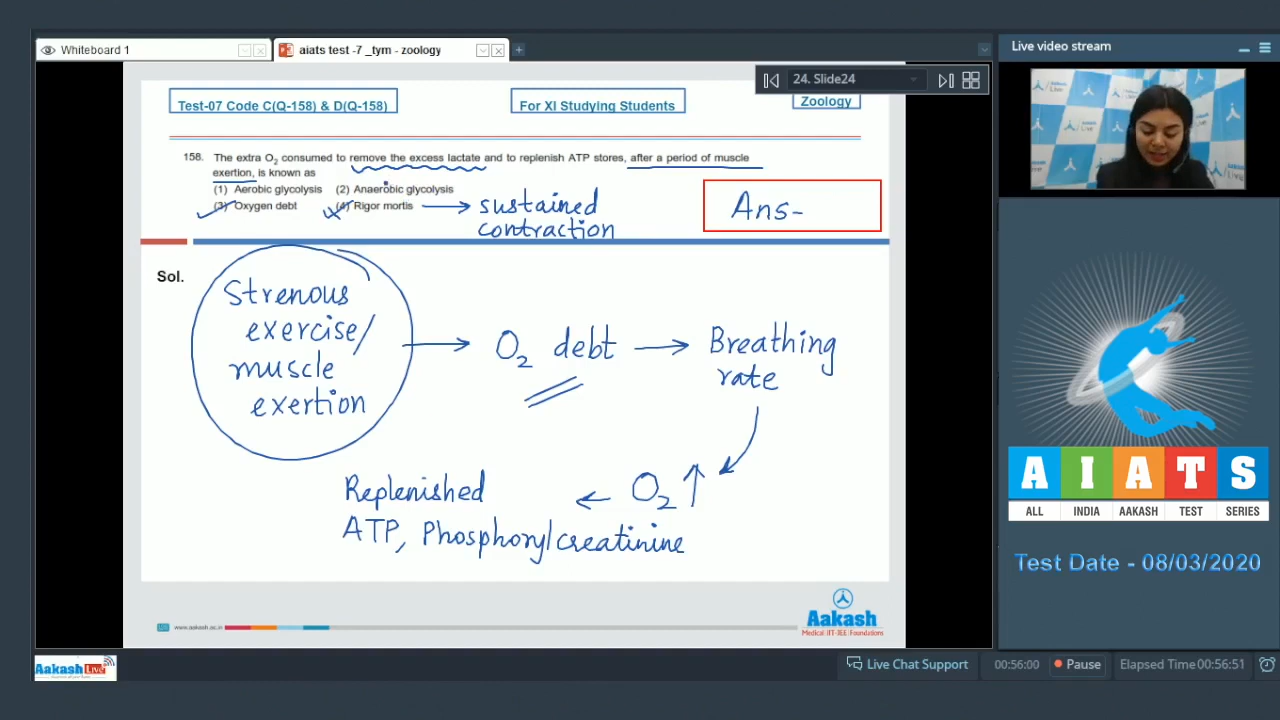 Whiteboard 1
aiats test -7 _tym - zoology
Live video stream
24. Slide24
Test-07 Code C(Q-158) & D(Q-158)
For XI Studying Students
Zoology
158. The extra O₂ consumed to remove the excess lactate and to replenish ATP stores, after a period of muscle
exertion, is known as
(1) Aerobic glycolysis (2) Anaerobic glycolysis
(3) Oxygen debt (4) Rigor mortis → sustained
contraction
Ans-
Sol.
Strenous
exercise/
muscle
exertion
→ O₂ debt → Breathing
rate
O₂ ↑
← Replenished
ATP, Phosphorylcreatinine
www.aakash.ac.in
Aakash
Medical|IIT-JEE|Foundations
AIATS
ALL INDIA AAKASH TEST SERIES
Test Date - 08/03/2020
Aakash Live
Live Chat Support
00:56:00
Pause
Elapsed Time 00:56:51